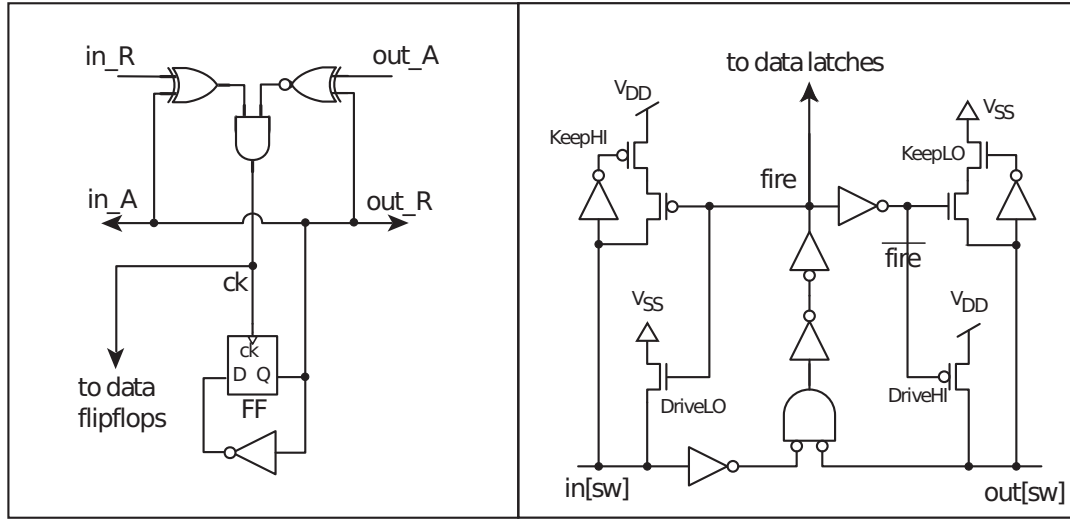 in_R
out_A
in_A
out_R
ck
ck
D Q
FF
to data
flipflops
to data latches
VDD
KeepHI
VSS
KeepLO
fire
fire
VSS
DriveLO
VDD
DriveHI
in[sw]
out[sw]